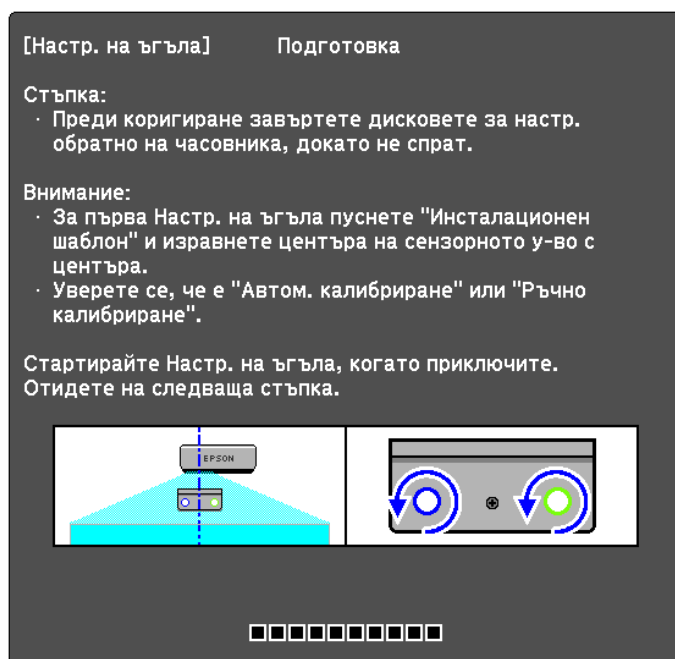 [Настр. на ъгъла] Подготовка
Стъпка:
· Преди коригиране завъртете дисковете за настр.
обратно на часовника, докато не спрат.
Внимание:
· За първа Настр. на ъгъла пуснете "Инсталационен
шаблон" и изравнете центъра на сензорното у-во с
центъра.
· Уверете се, че е "Автом. калибриране" или "Ръчно
калибриране".
Стартирайте Настр. на ъгъла, когато приключите.
Отидете на следваща стъпка.
EPSON